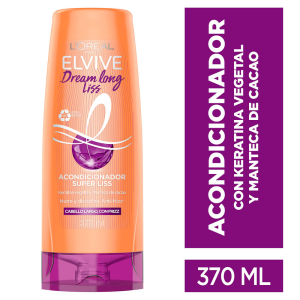 L'ORÉAL
ELVIVE
Dream long
liss
ACONDICIONADOR
SUPER LISS
CABELLO LARGO, CON FRIZZ
ACONDICIONADOR
CON KERATINA VEGETAL
Y MANTECA DE CACAO
370 ML